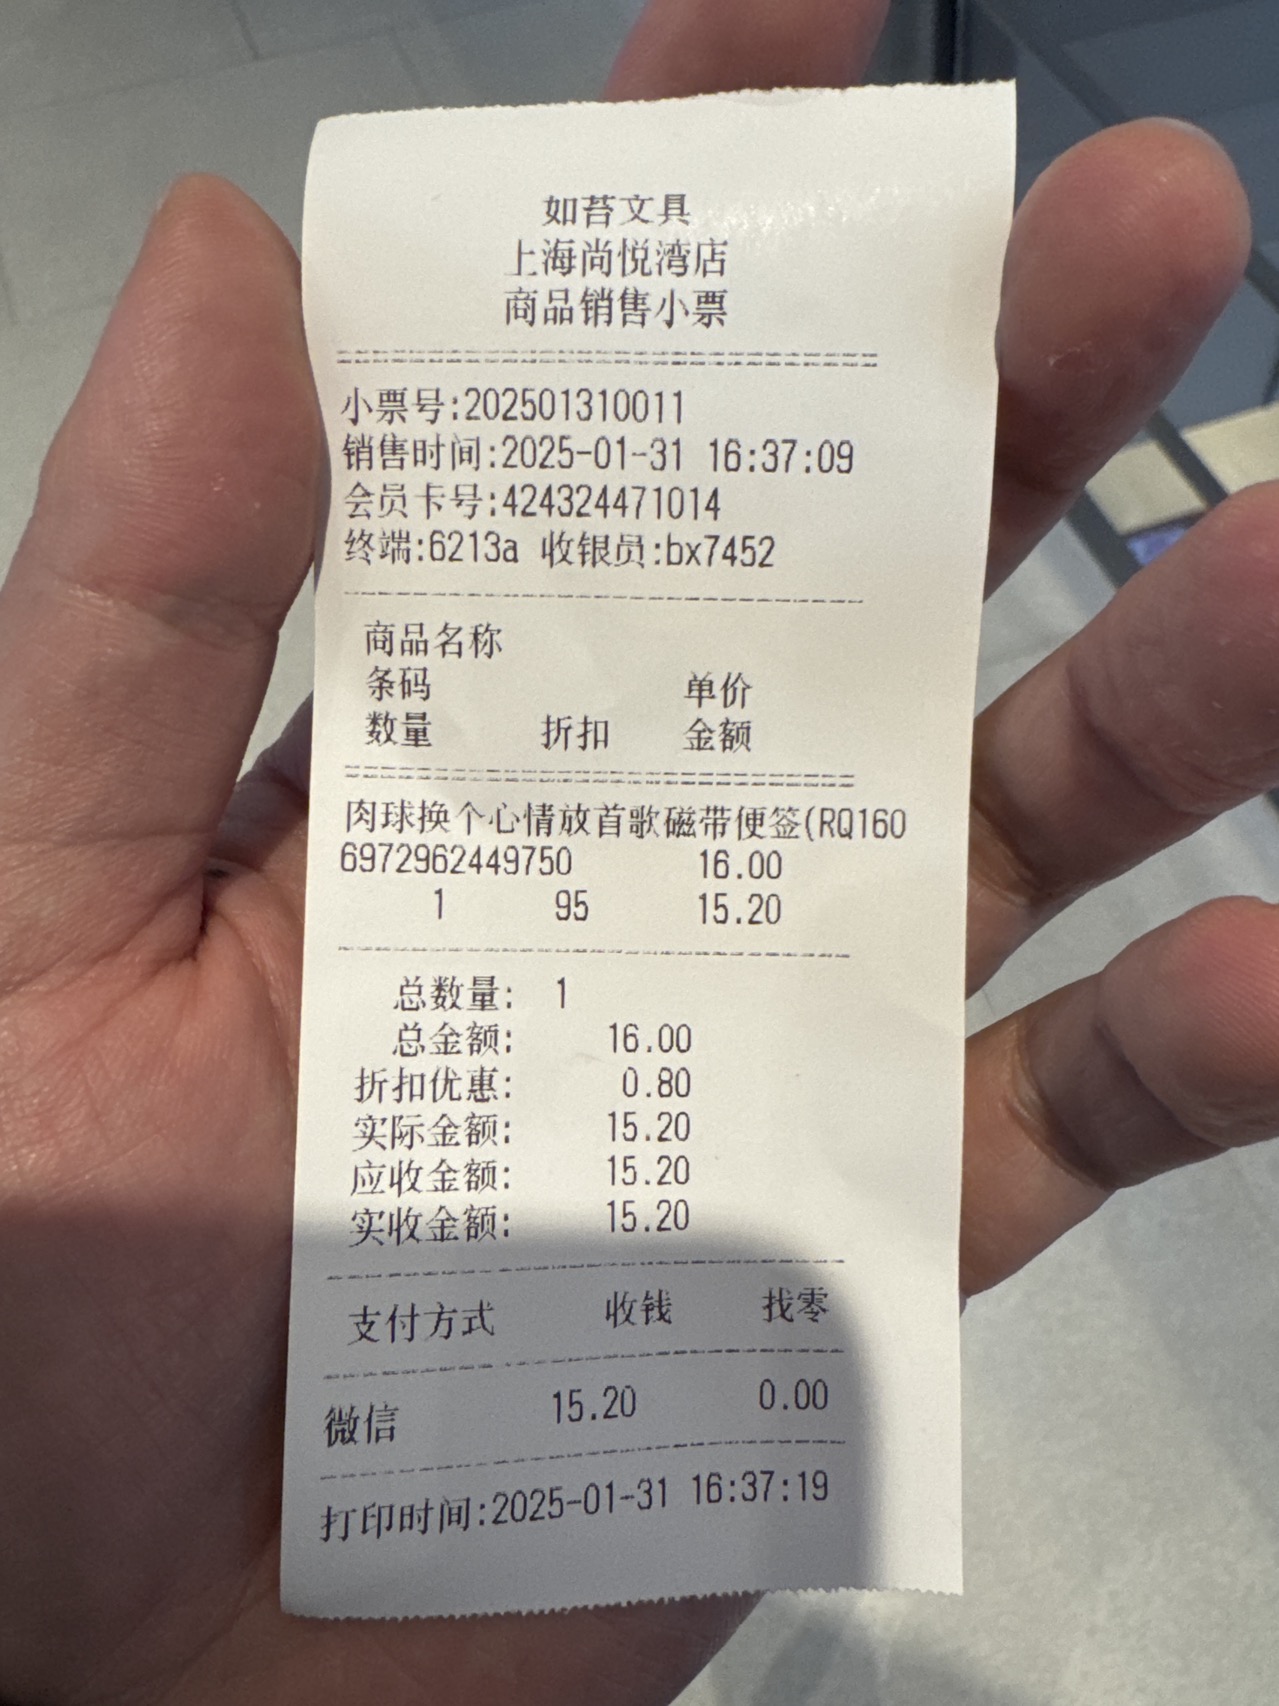 如苔文具
上海尚悦湾店
商品销售小票
小票号:202501310011
销售时间:2025-01-31 16:37:09
会员卡号:424324471014
终端:6213a 收银员:bx7452
商品名称
条码 单价
数量 折扣 金额
肉球换个心情放首歌磁带便签(RQ160
6972962449750 16.00
1 95 15.20
总数量: 1
总金额: 16.00
折扣优惠: 0.80
实际金额: 15.20
应收金额: 15.20
实收金额: 15.20
支付方式 收钱 找零
微信 15.20 0.00
打印时间:2025-01-31 16:37:19